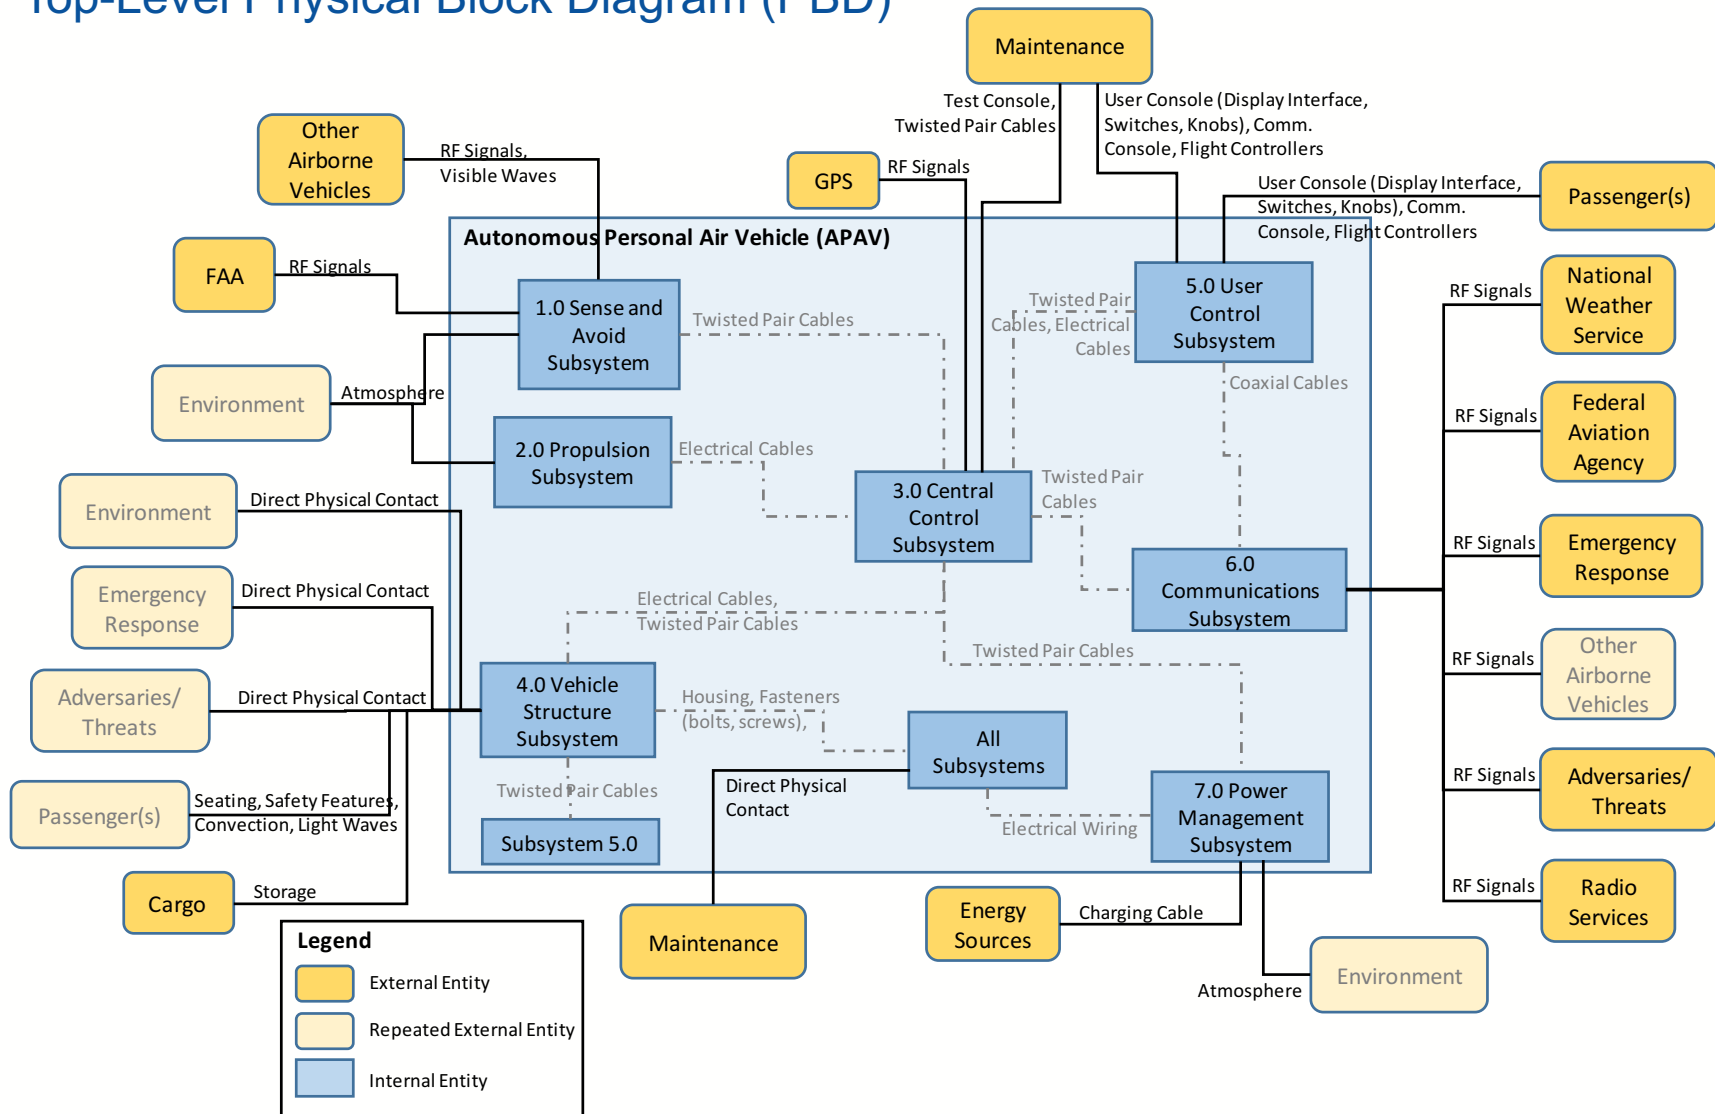 Top-Level Physical Block Diagram (PBD)
Maintenance
Test Console,
Twisted Pair Cables
User Console (Display Interface,
Switches, Knobs), Comm.
Console, Flight Controllers
Other
Airborne
Vehicles
RF Signals,
Visible Waves
GPS
RF Signals
User Console (Display Interface,
Switches, Knobs), Comm.
Console, Flight Controllers
Passenger(s)
Autonomous Personal Air Vehicle (APAV)
FAA
RF Signals
1.0 Sense and
Avoid
Subsystem
Twisted Pair Cables
Twisted Pair
Cables, Electrical
Cables
5.0 User
Control
Subsystem
RF Signals
National
Weather
Service
Environment
Atmosphere
Coaxial Cables
RF Signals
Federal
Aviation
Agency
2.0 Propulsion
Subsystem
Electrical Cables
3.0 Central
Control
Subsystem
Twisted Pair
Cables
Environment
Direct Physical Contact
6.0
Communications
Subsystem
RF Signals
Emergency
Response
Emergency
Response
Direct Physical Contact
Electrical Cables,
Twisted Pair Cables
Twisted Pair Cables
RF Signals
Other
Airborne
Vehicles
Adversaries/
Threats
Direct Physical Contact
4.0 Vehicle
Structure
Subsystem
Housing, Fasteners
(bolts, screws),
All
Subsystems
RF Signals
Adversaries/
Threats
Passenger(s)
Seating, Safety Features,
Convection, Light Waves
Twisted Pair Cables
Subsystem 5.0
Direct Physical
Contact
Electrical Wiring
7.0 Power
Management
Subsystem
Cargo
Storage
RF Signals
Radio
Services
Maintenance
Energy
Sources
Charging Cable
Atmosphere
Environment
Legend
External Entity
Repeated External Entity
Internal Entity